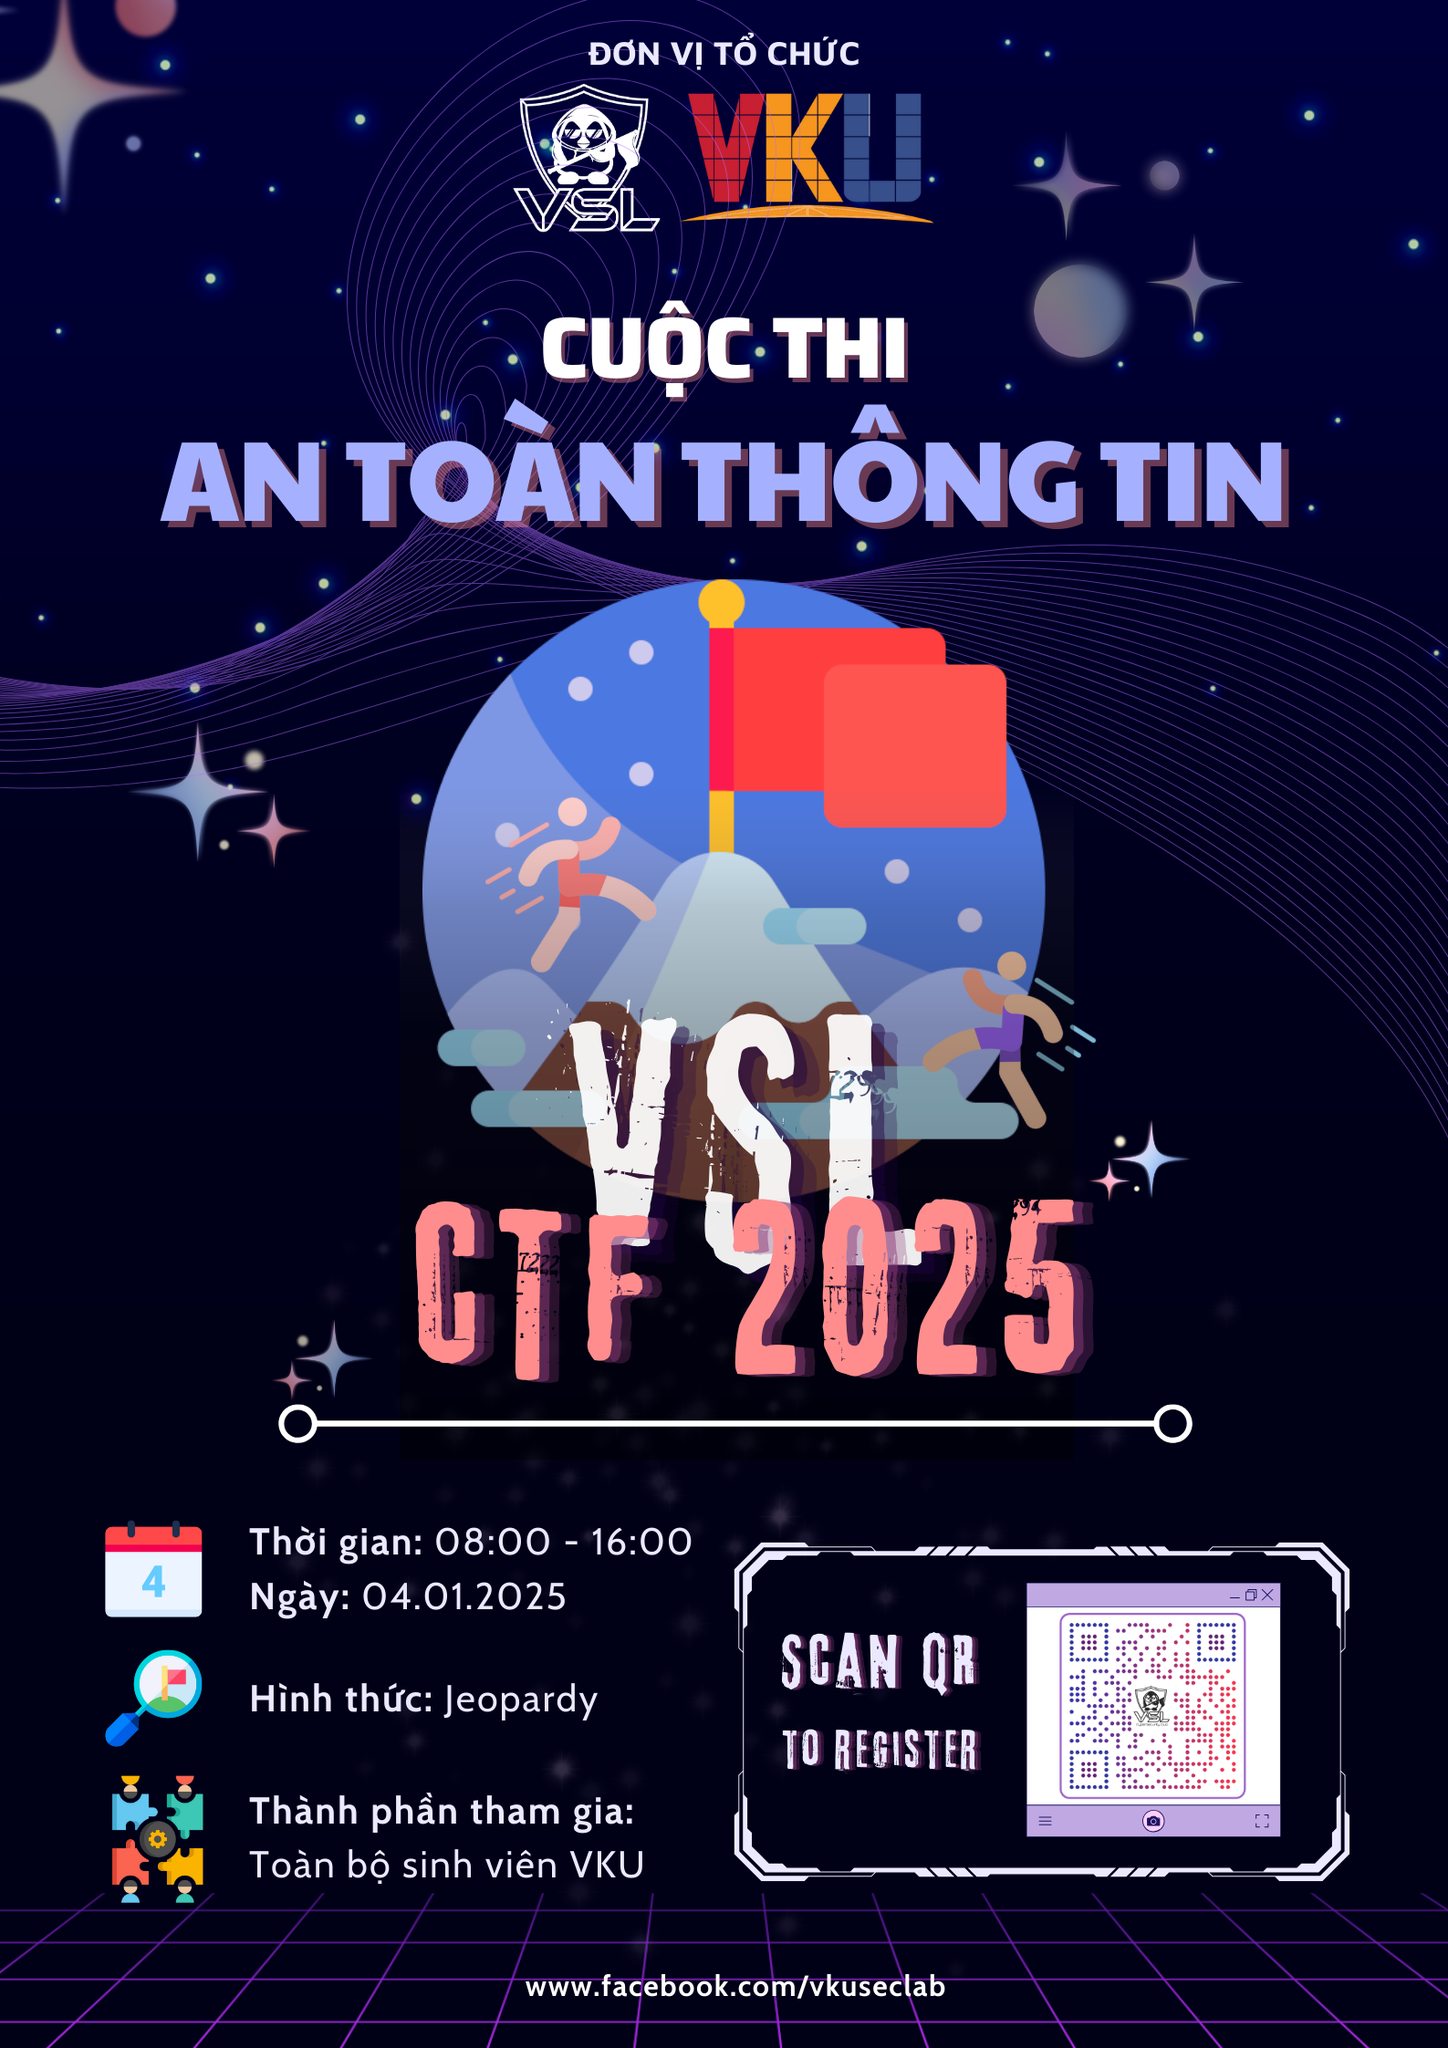 ĐƠN VỊ TỔ CHỨC
VSL VKU
CUỘC THI
AN TOÀN THÔNG TIN
VSL
CTF 2025
4
Thời gian: 08:00 - 16:00
Ngày: 04.01.2025
Hình thức: Jeopardy
Thành phần tham gia:
Toàn bộ sinh viên VKU
SCAN QR
TO REGISTER
VSL
www.facebook.com/vkuseclab